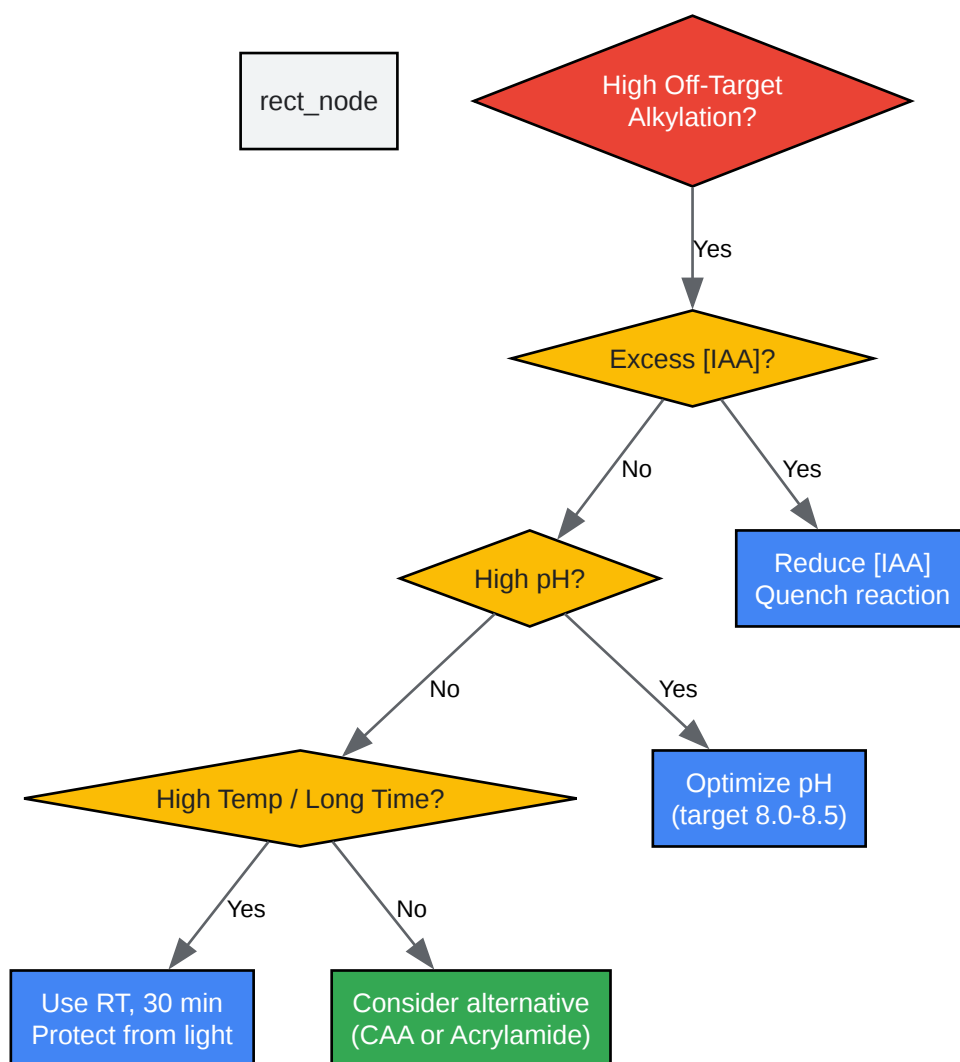 rect_node
High Off-Target
Alkylation?
Yes
Excess [IAA]?
No
Yes
High pH?
Reduce [IAA]
Quench reaction
No
Yes
High Temp / Long Time?
Optimize pH
(target 8.0-8.5)
Yes
No
Use RT, 30 min
Protect from light
Consider alternative
(CAA or Acrylamide)